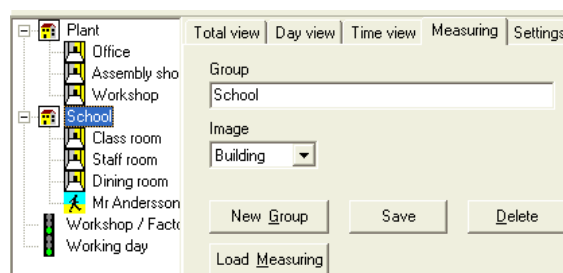 Plant
Office
Assembly sho
Workshop
School
Class room
Staff room
Dining room
Mr Andersson
Workshop / Facto
Working day
Total view Day view Time view Measuring Settings
Group
School
Image
Building
New Group Save Delete
Load Measuring